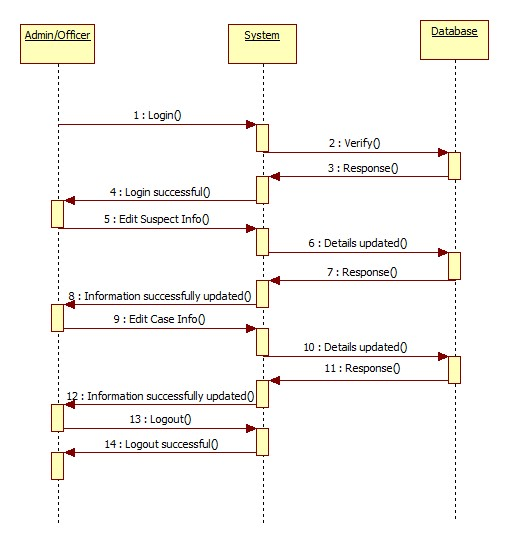 Admin/Officer
System
Database
1 : Login()
2 : Verify()
3 : Response()
4 : Login successful()
5 : Edit Suspect Info()
6 : Details updated()
7 : Response()
8 : Information successfully updated()
9 : Edit Case Info()
10 : Details updated()
11 : Response()
12 : Information successfully updated()
13 : Logout()
14 : Logout successful()